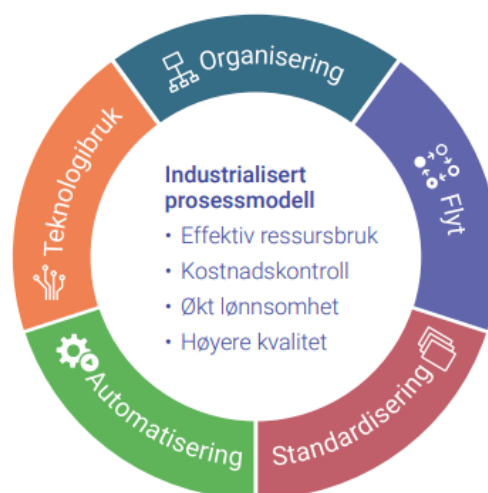 Organisering
Flyt
Standardisering
Automatisering
Teknologibruk
Industrialisert
prosessmodell
• Effektiv ressursbruk
• Kostnadskontroll
• Økt lønnsomhet
• Høyere kvalitet